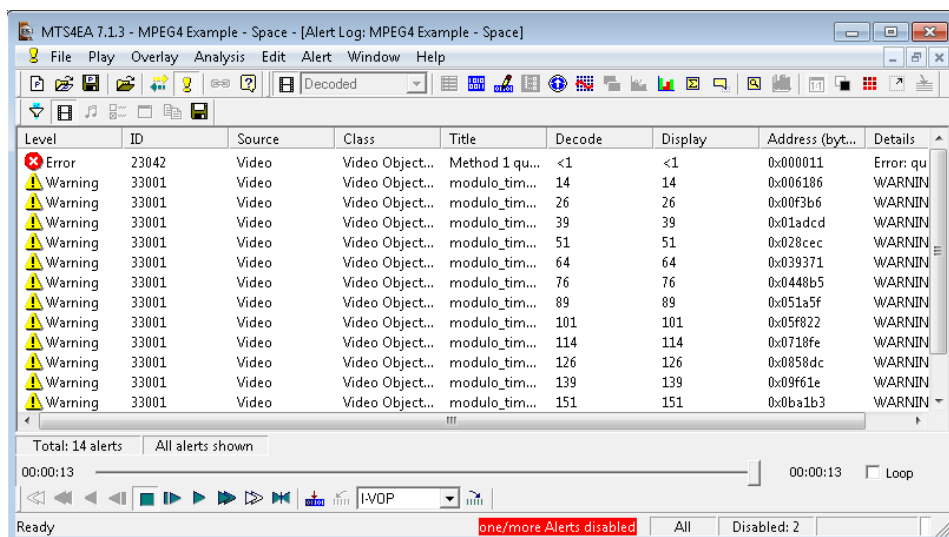 MTS4EA 7.1.3 - MPEG4 Example - Space - [Alert Log: MPEG4 Example - Space]
File Play Overlay Analysis Edit Alert Window Help
Decoded
Level ID Source Class Title Decode Display Address (byt... Details
Error 23042 Video Video Object... Method 1 qu... <1 <1 0x000011 Error: qu
Warning 33001 Video Video Object... modulo_tim... 14 14 0x006186 WARNIN
Warning 33001 Video Video Object... modulo_tim... 26 26 0x00f3b6 WARNIN
Warning 33001 Video Video Object... modulo_tim... 39 39 0x01adcd WARNIN
Warning 33001 Video Video Object... modulo_tim... 51 51 0x028cec WARNIN
Warning 33001 Video Video Object... modulo_tim... 64 64 0x039371 WARNIN
Warning 33001 Video Video Object... modulo_tim... 76 76 0x0448b5 WARNIN
Warning 33001 Video Video Object... modulo_tim... 89 89 0x051a5f WARNIN
Warning 33001 Video Video Object... modulo_tim... 101 101 0x05f822 WARNIN
Warning 33001 Video Video Object... modulo_tim... 114 114 0x0718fe WARNIN
Warning 33001 Video Video Object... modulo_tim... 126 126 0x0858dc WARNIN
Warning 33001 Video Video Object... modulo_tim... 139 139 0x09f61e WARNIN
Warning 33001 Video Video Object... modulo_tim... 151 151 0x0ba1b3 WARNIN
Total: 14 alerts All alerts shown
00:00:13 00:00:13 Loop
I-VOP
Ready one/more Alerts disabled All Disabled: 2